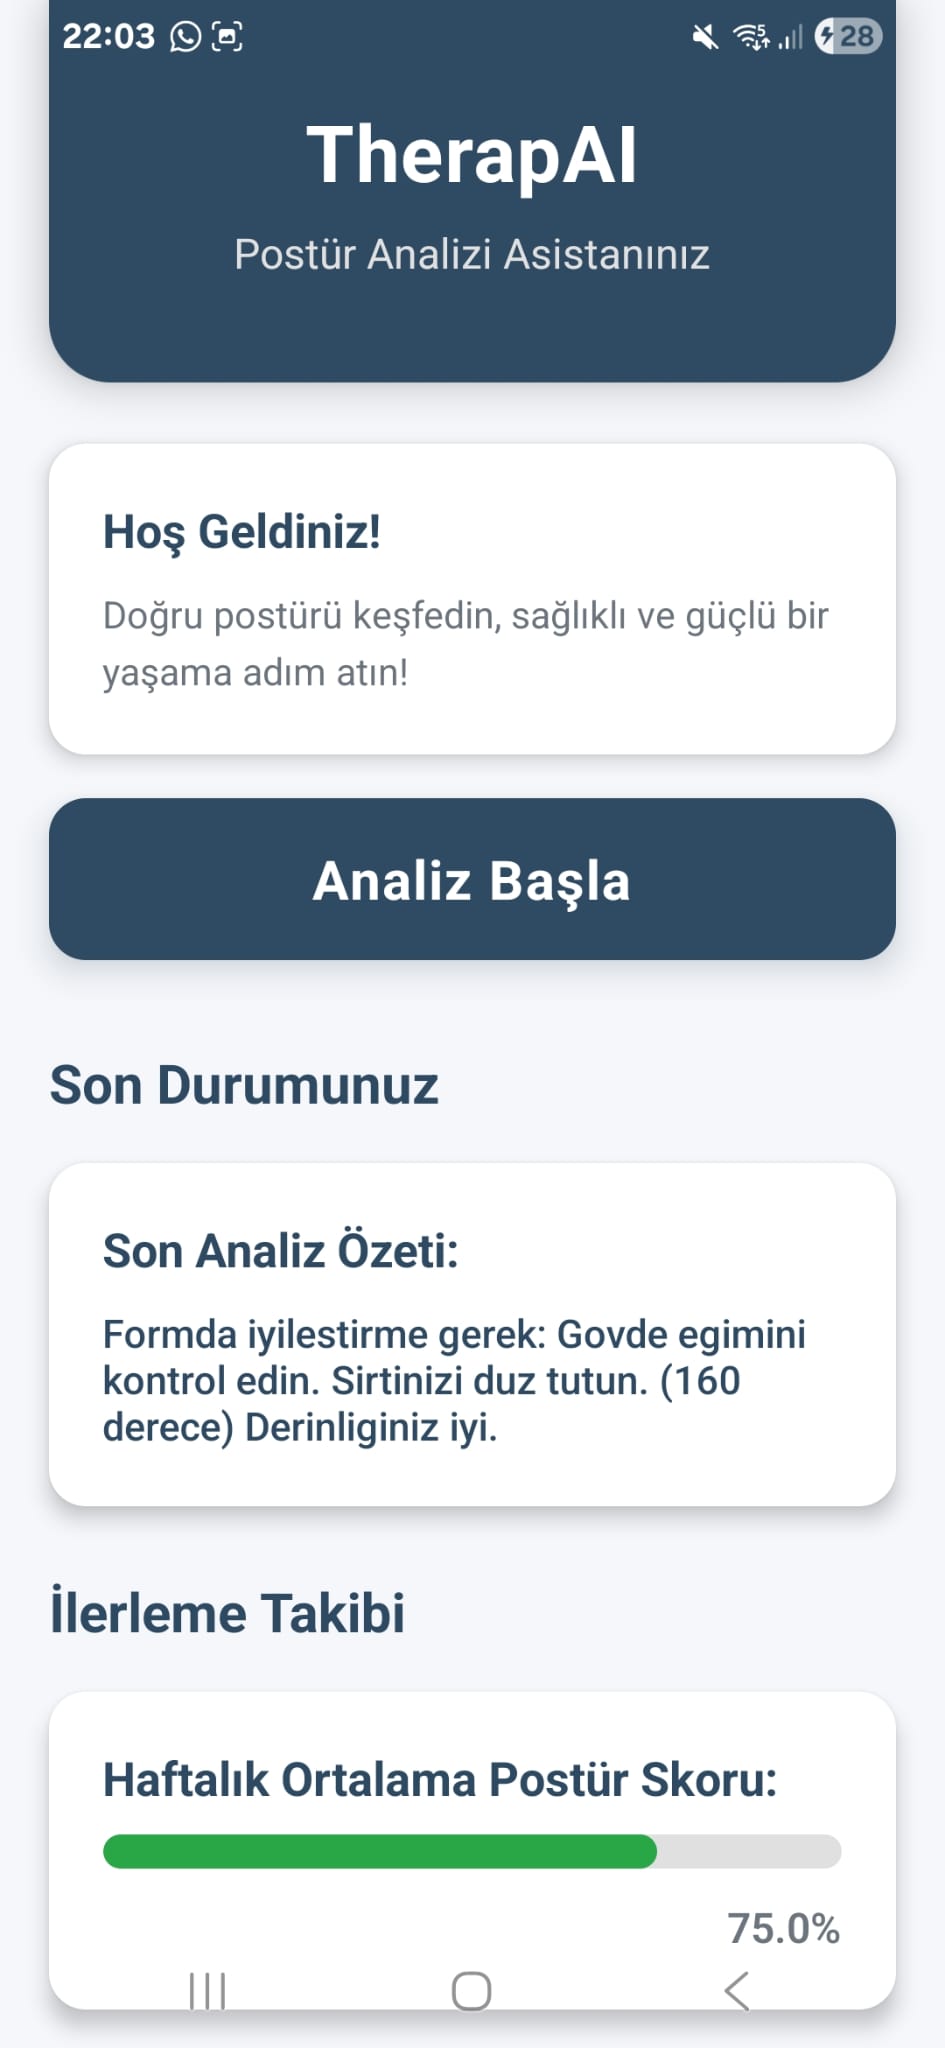 22:03
5
28
TherapAI
Postür Analizi Asistanınız
Hoş Geldiniz!
Doğru postürü keşfedin, sağlıklı ve güçlü bir
yaşama adım atın!
Analiz Başla
Son Durumunuz
Son Analiz Özeti:
Formda iyilestirme gerek: Govde egimini
kontrol edin. Sirtinizi duz tutun. (160
derece) Derinliginiz iyi.
İlerleme Takibi
Haftalık Ortalama Postür Skoru:
75.0%